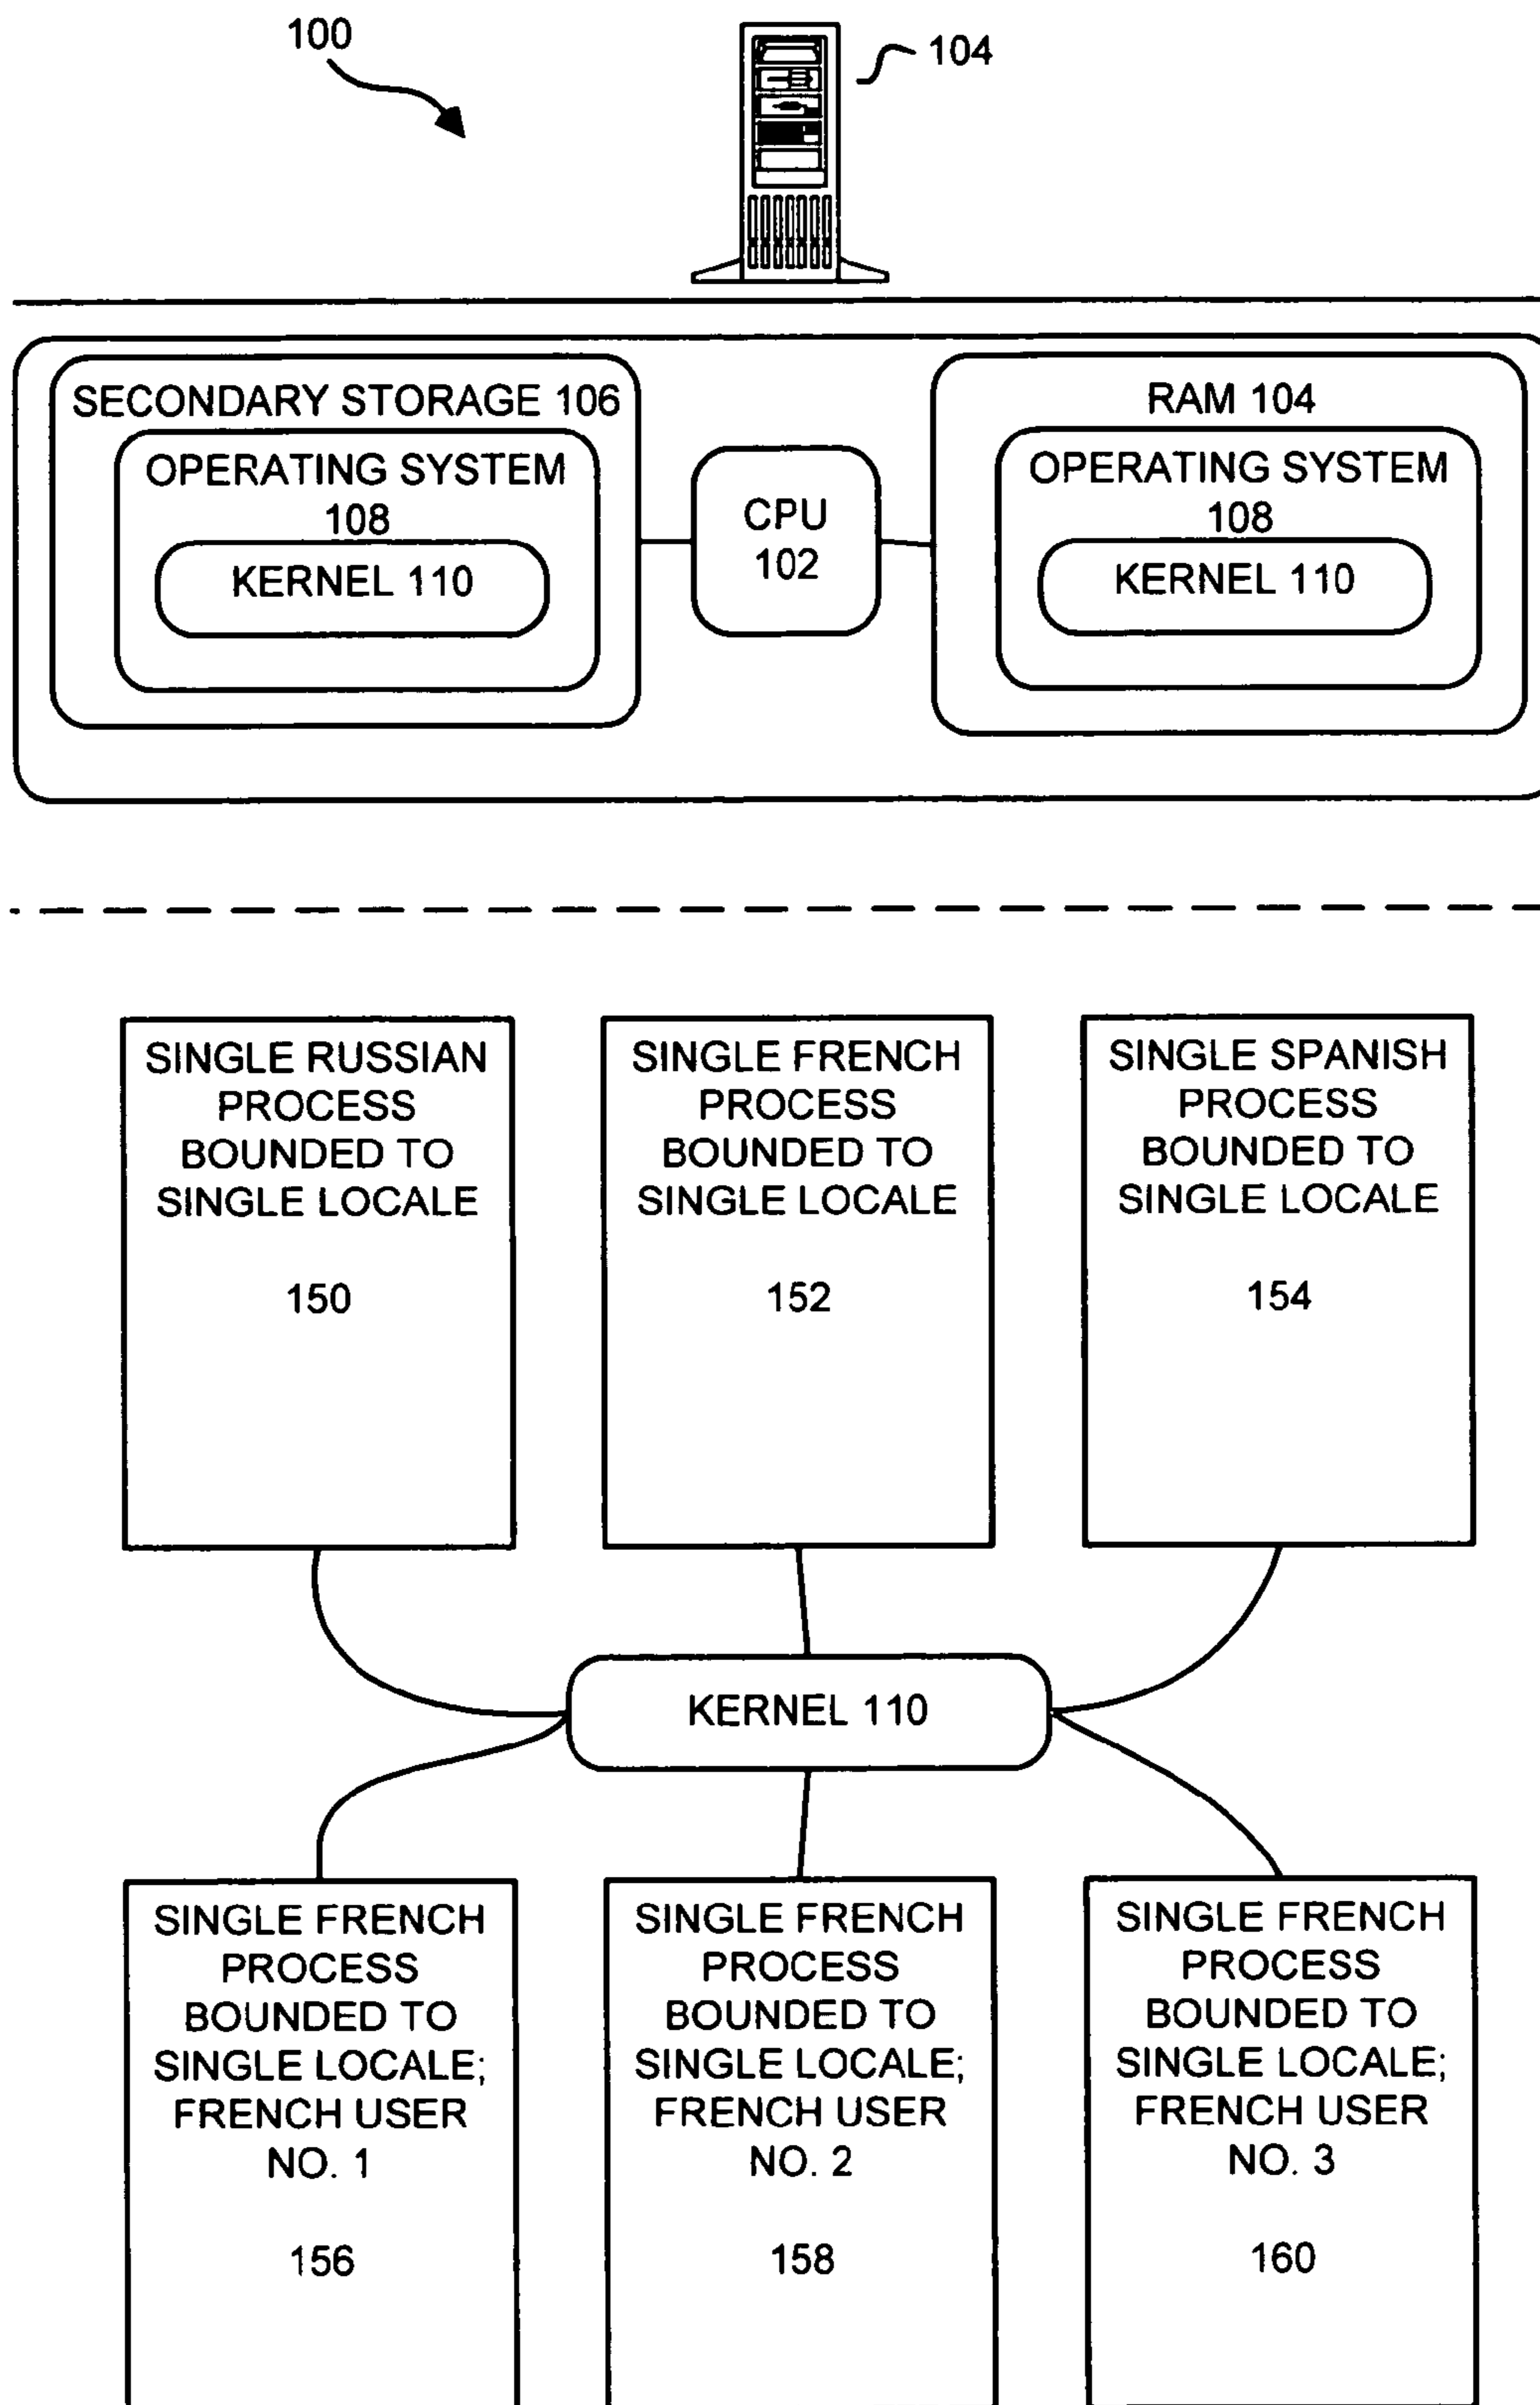 100
104
SECONDARY STORAGE 106
OPERATING SYSTEM
108
KERNEL 110
CPU
102
RAM 104
OPERATING SYSTEM
108
KERNEL 110
SINGLE RUSSIAN
PROCESS
BOUNDED TO
SINGLE LOCALE
150
SINGLE FRENCH
PROCESS
BOUNDED TO
SINGLE LOCALE
152
SINGLE SPANISH
PROCESS
BOUNDED TO
SINGLE LOCALE
154
KERNEL 110
SINGLE FRENCH
PROCESS
BOUNDED TO
SINGLE LOCALE;
FRENCH USER
NO. 1
156
SINGLE FRENCH
PROCESS
BOUNDED TO
SINGLE LOCALE;
FRENCH USER
NO. 2
158
SINGLE FRENCH
PROCESS
BOUNDED TO
SINGLE LOCALE;
FRENCH USER
NO. 3
160